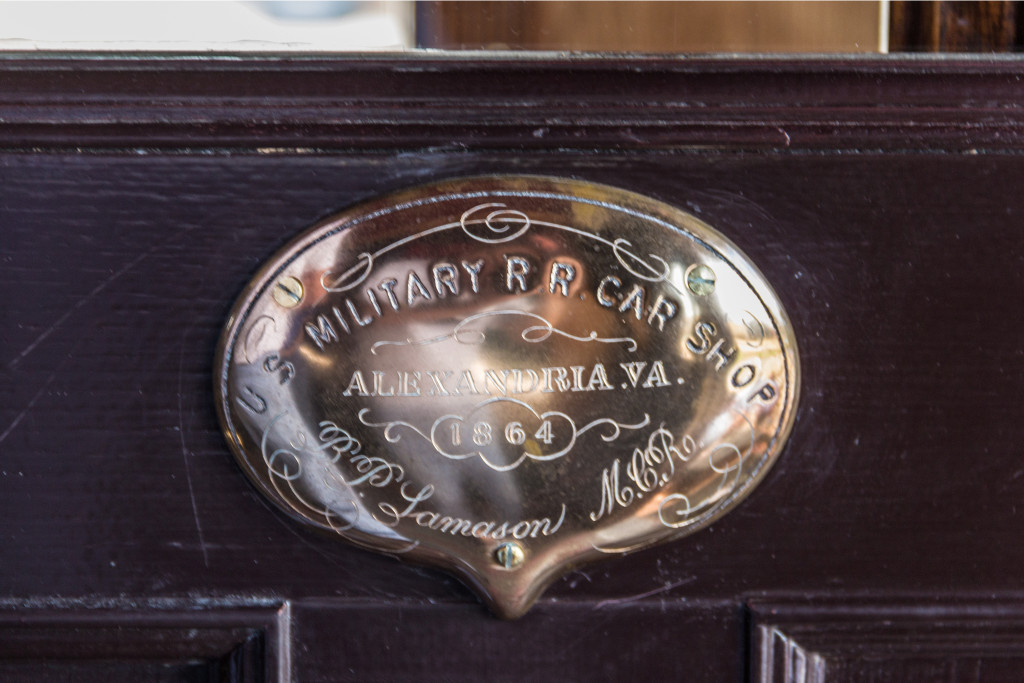 U S MILITARY R R. CAR SHOP
ALEXANDRIA. VA.
1864
B. P. Lamason M.C.R.